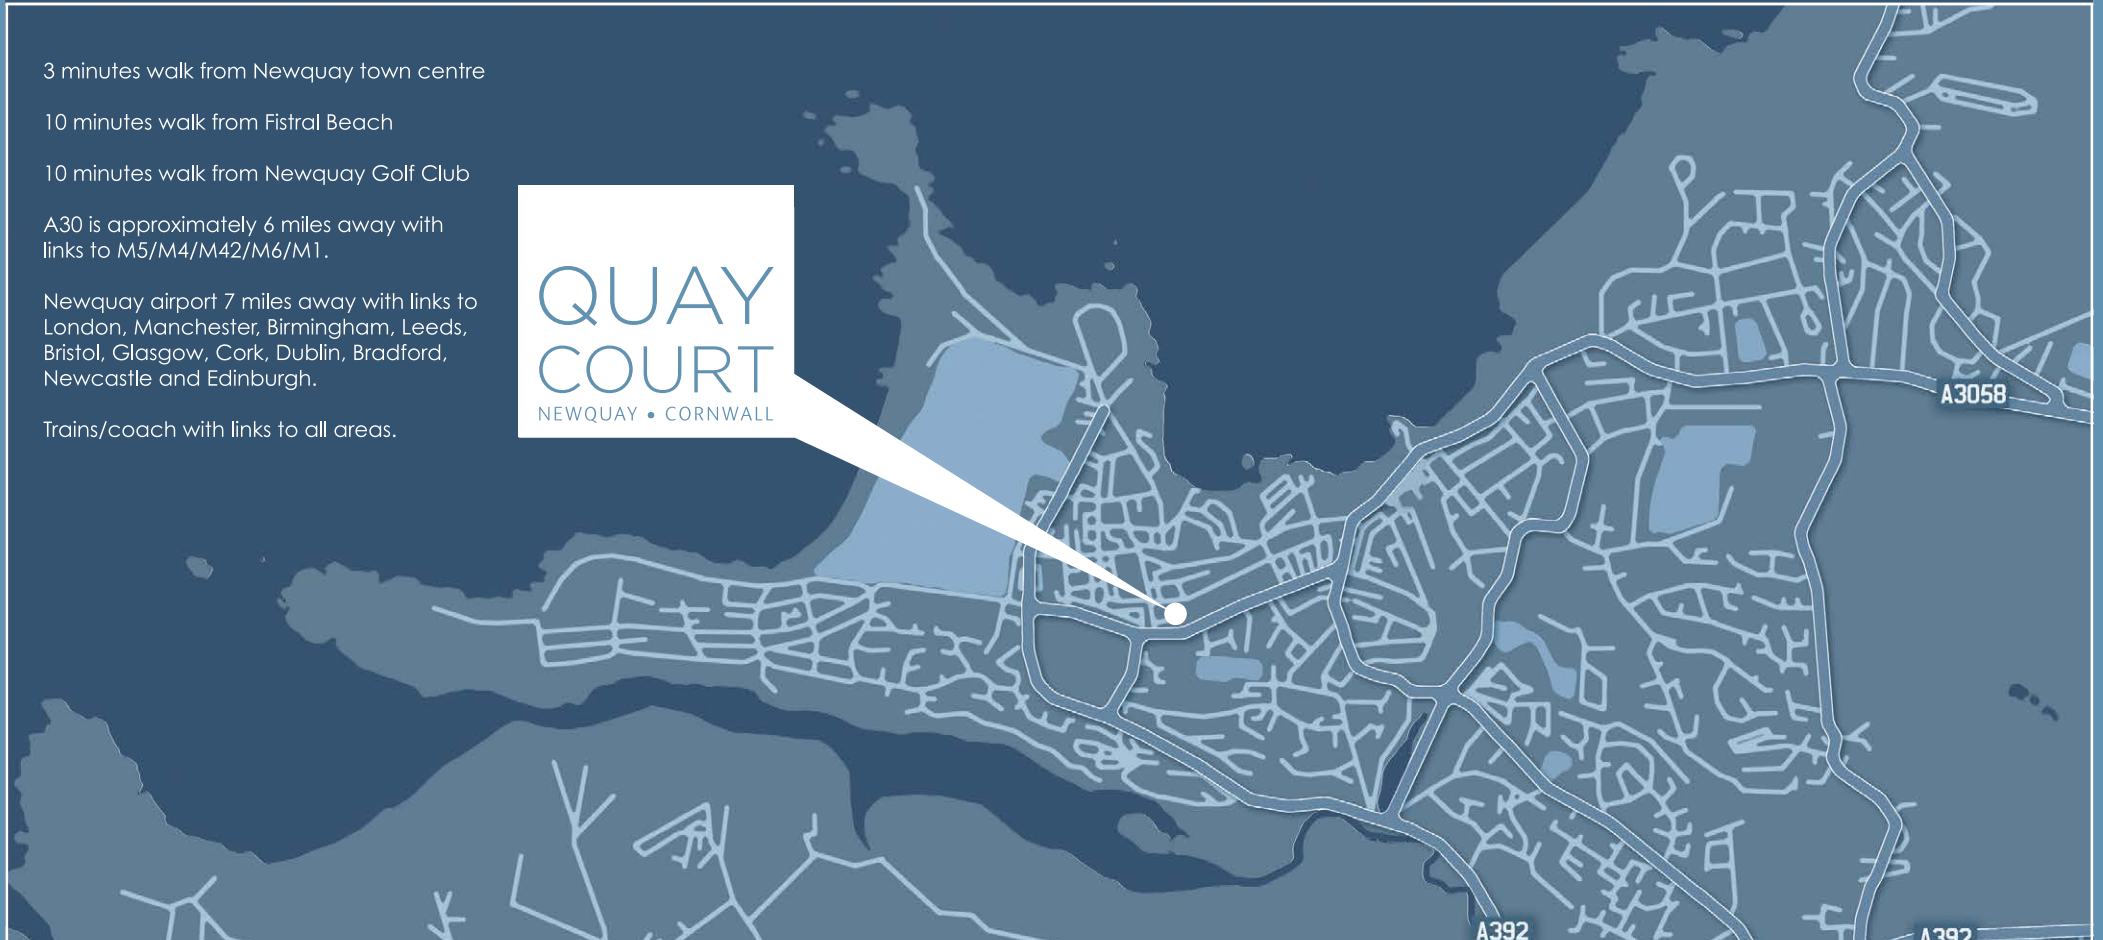 3 minutes walk from Newquay town centre
10 minutes walk from Fistral Beach
10 minutes walk from Newquay Golf Club
A30 is approximately 6 miles away with
links to M5/M4/M42/M6/M1.
Newquay airport 7 miles away with links to
London, Manchester, Birmingham, Leeds,
Bristol, Glasgow, Cork, Dublin, Bradford,
Newcastle and Edinburgh.
Trains/coach with links to all areas.
QUAY
COURT
NEWQUAY • CORNWALL
A3058
A392
A392